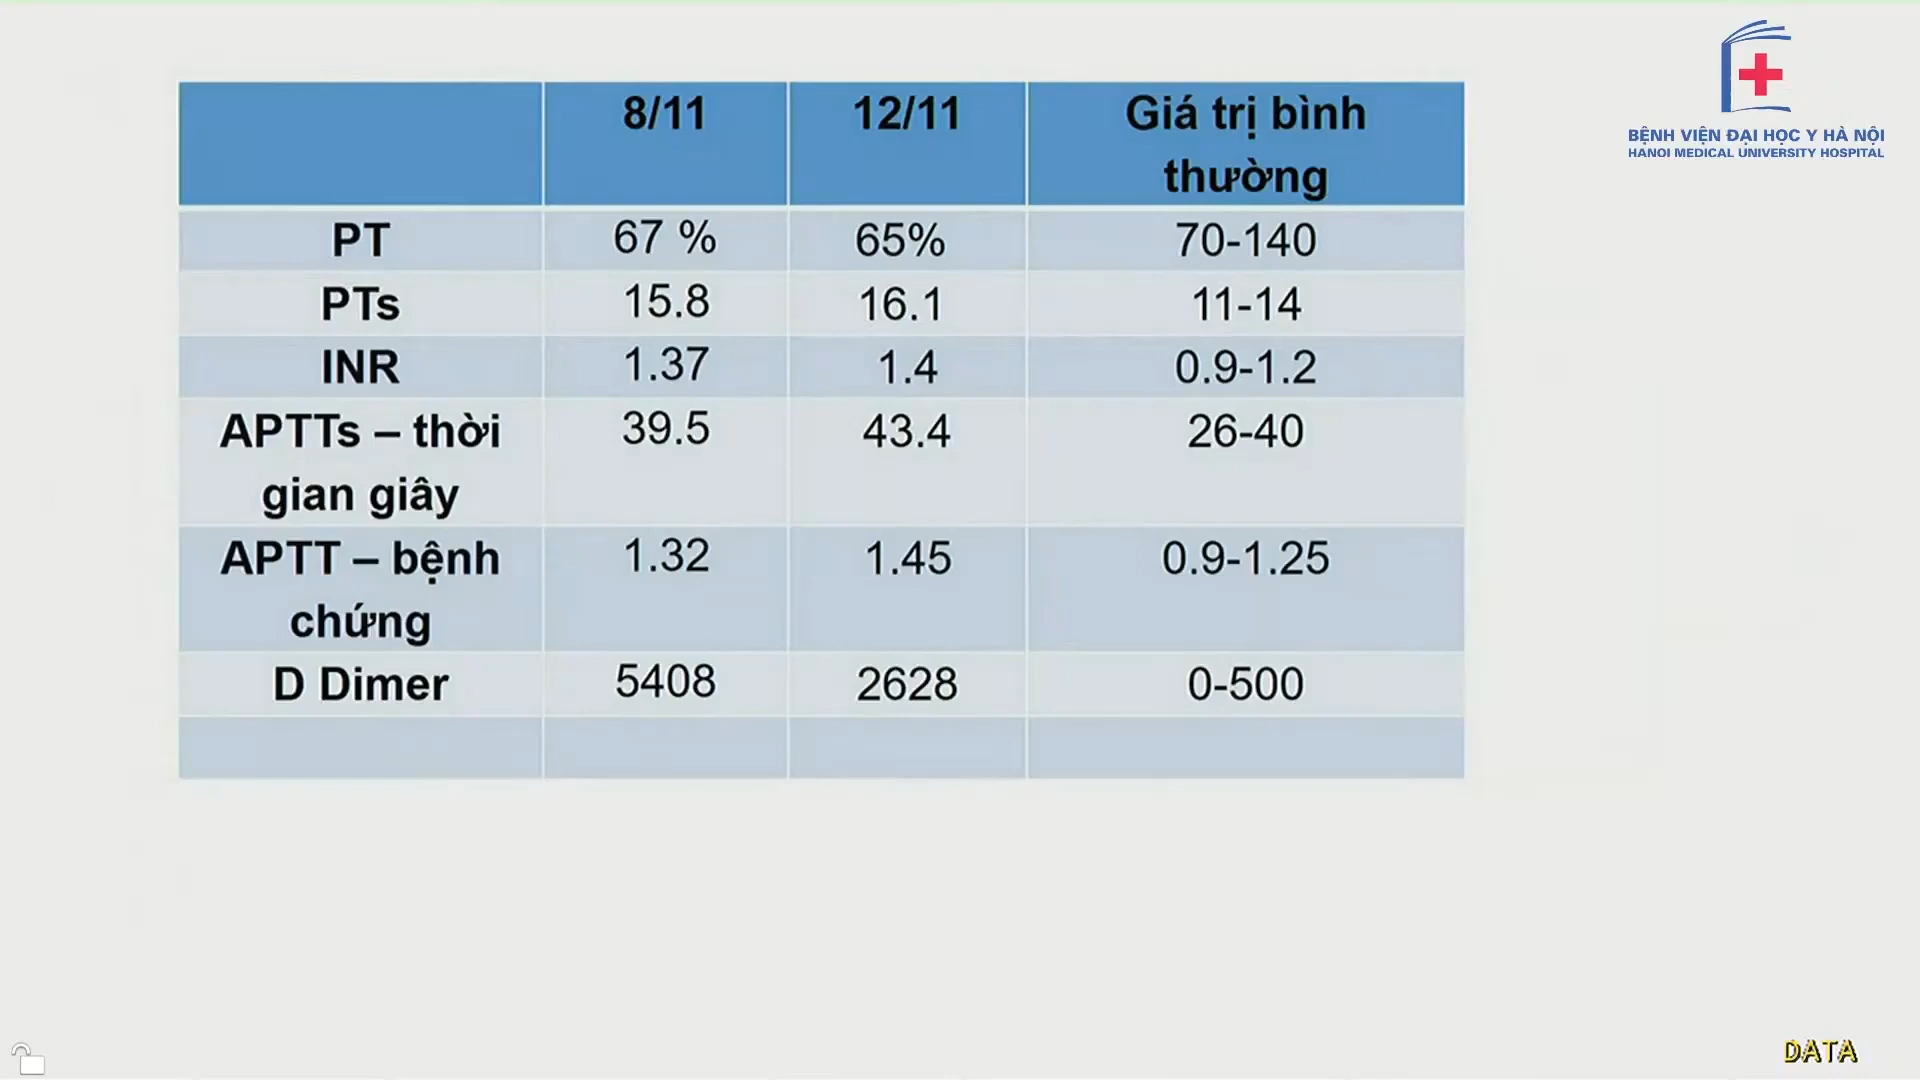 8/11 12/11 Giá trị bình
thường
PT 67 % 65% 70-140
PTs 15.8 16.1 11-14
INR 1.37 1.4 0.9-1.2
APTTs – thời 39.5 43.4 26-40
gian giây
APTT – bệnh 1.32 1.45 0.9-1.25
chứng
D Dimer 5408 2628 0-500
BỆNH VIỆN ĐẠI HỌC Y HÀ NỘI
HANOI MEDICAL UNIVERSITY HOSPITAL
DATA